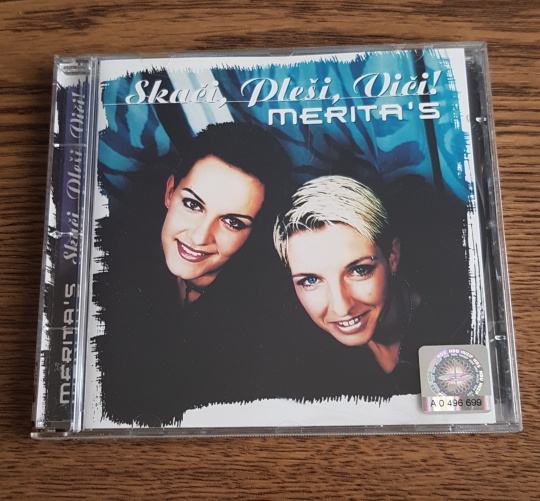 Skači, Pleši, Viči!
MERITA'S
MERITA'S Skači, Pleši, Viči!
A 0 496 699